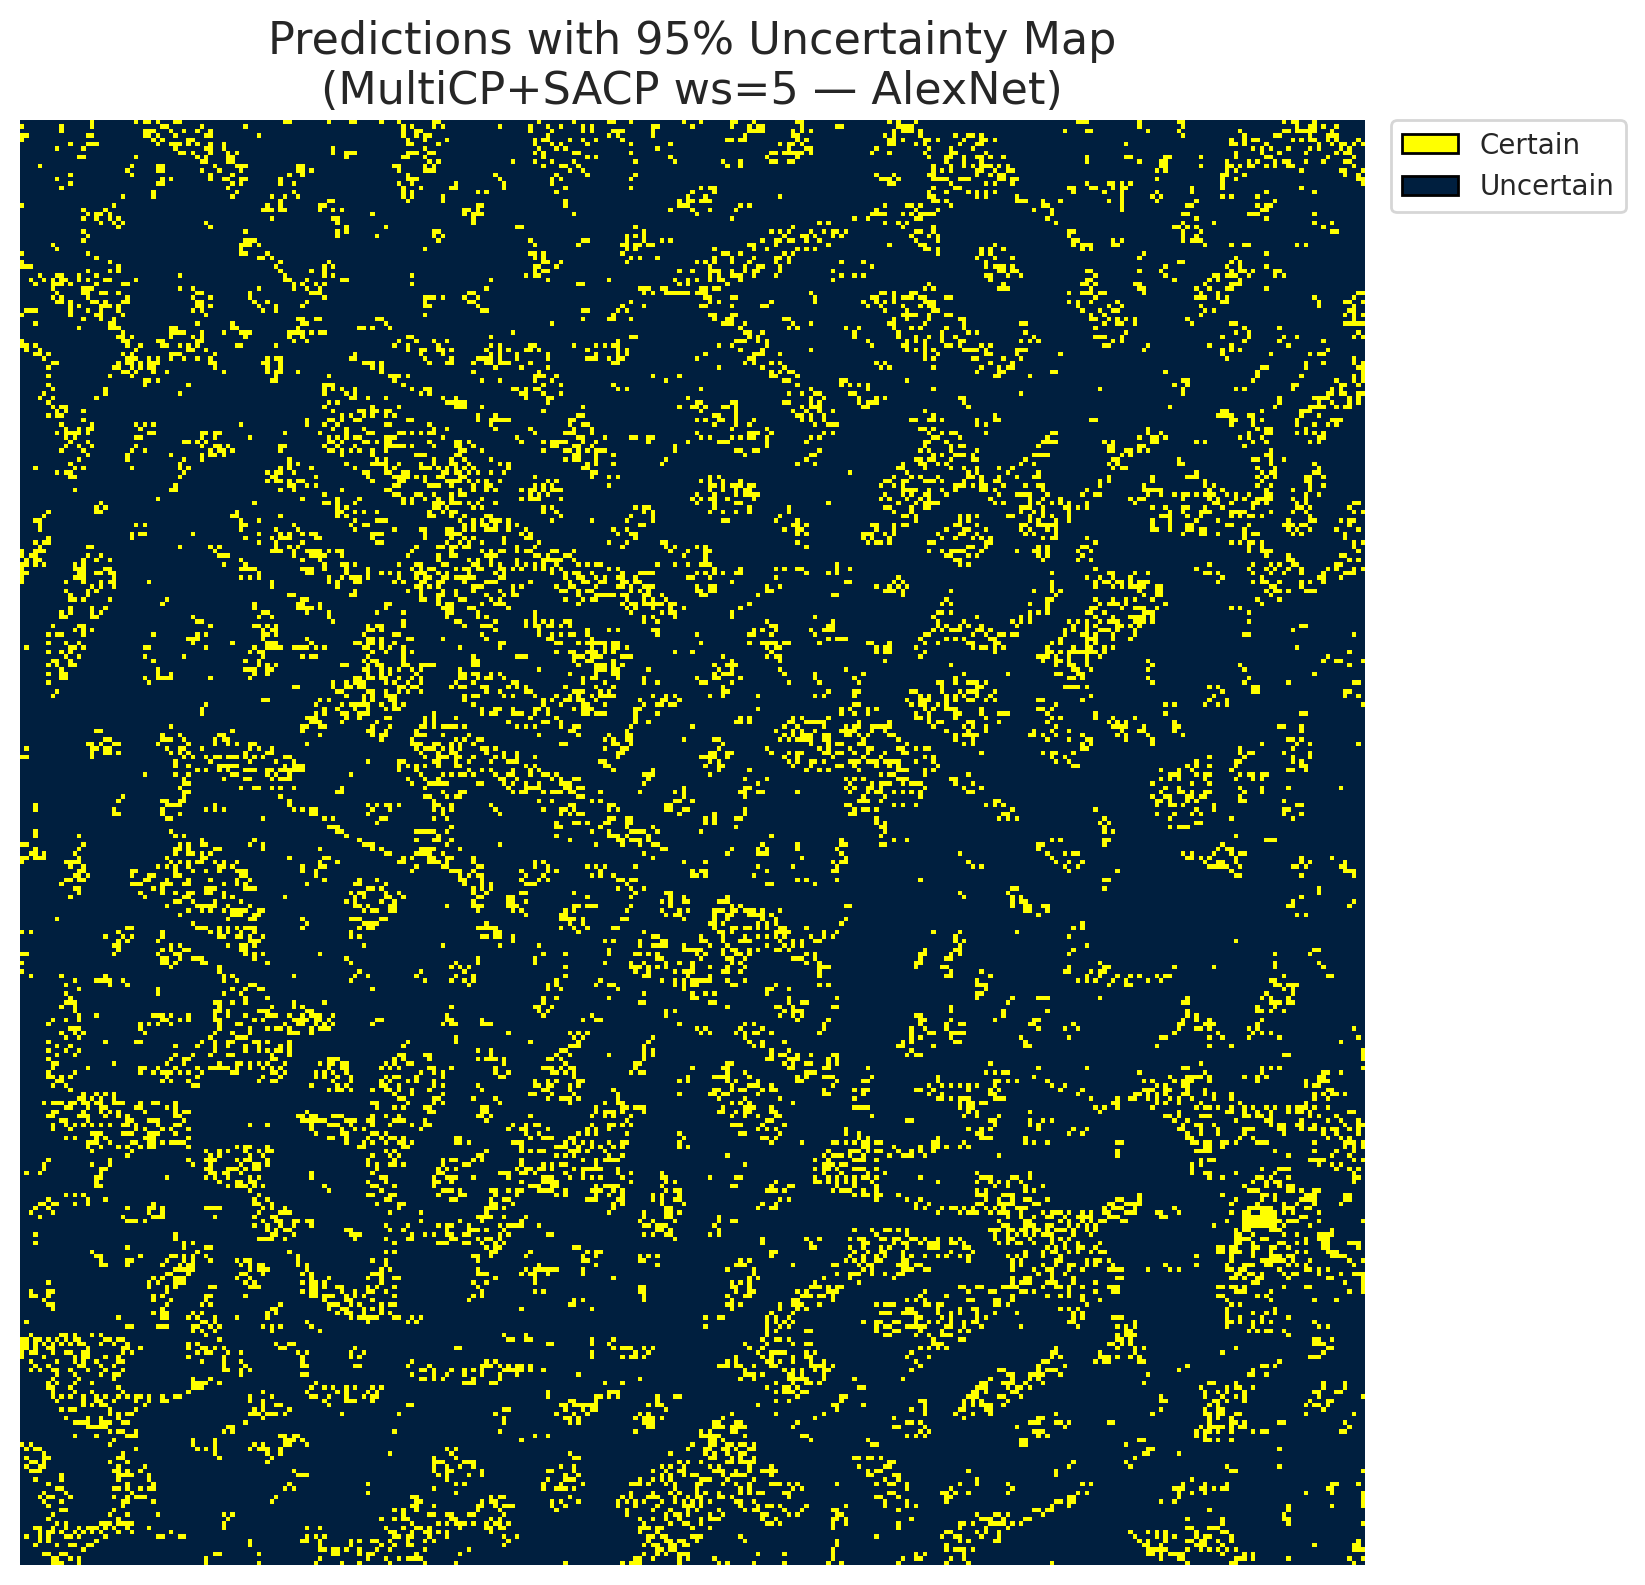 Predictions with 95% Uncertainty Map
(MultiCP+SACP ws=5 — AlexNet)
Certain
Uncertain